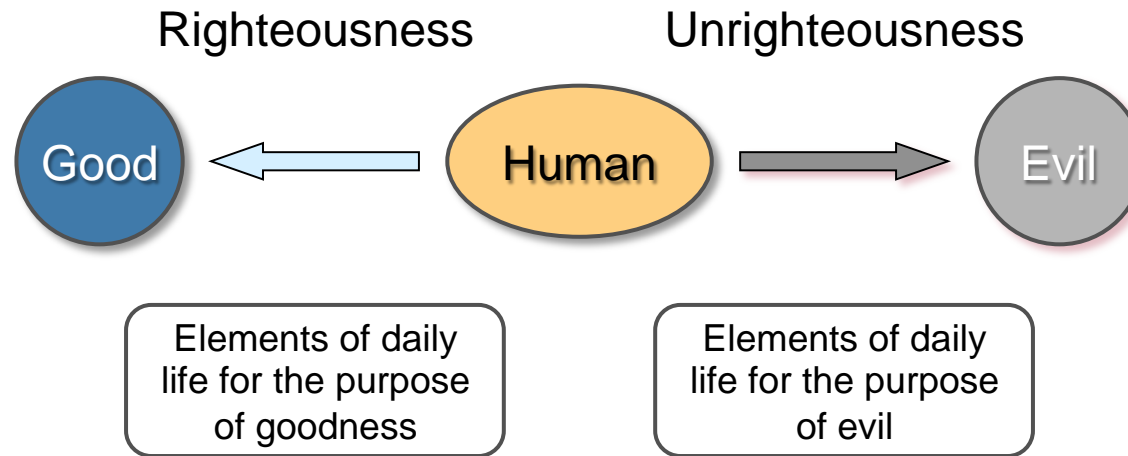 Righteousness
Unrighteousness
Good
Human
Evil
Elements of daily
life for the purpose
of goodness
Elements of daily
life for the purpose
of evil